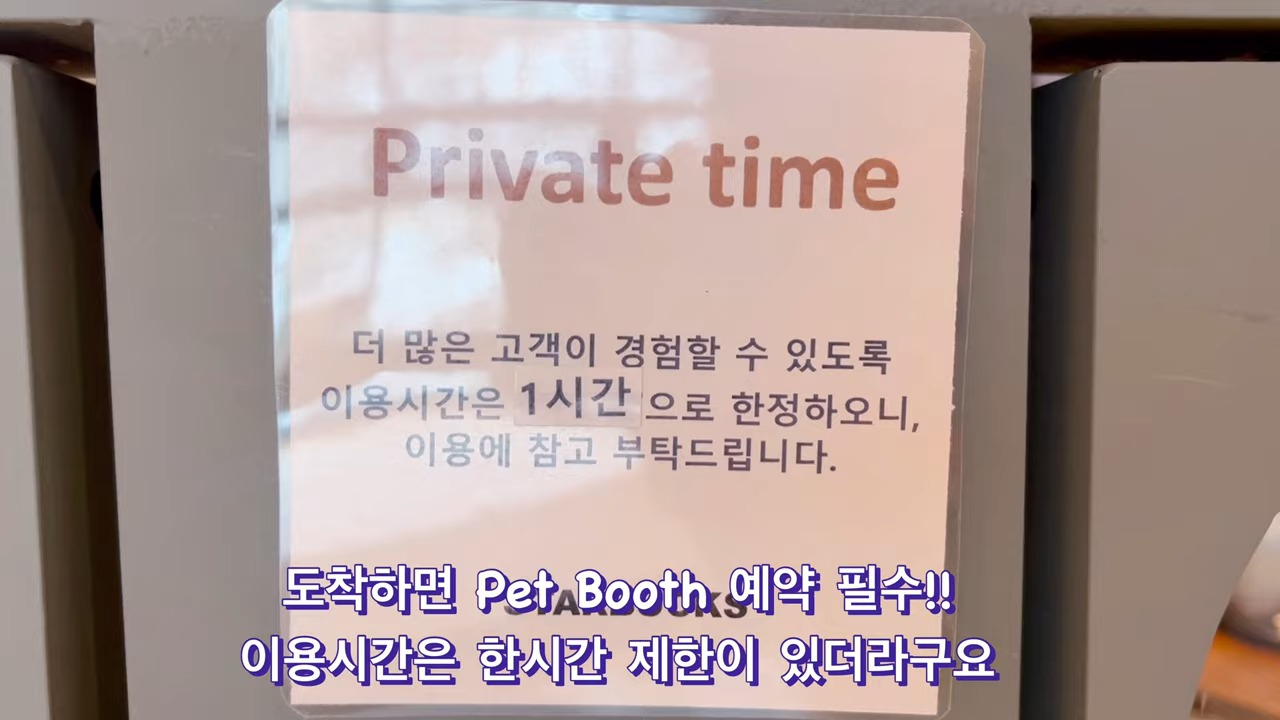 Private time
더 많은 고객이 경험할 수 있도록
이용시간은 1시간으로 한정하오니,
이용에 참고 부탁드립니다.
STARBUCKS
도착하면 Pet Booth 예약 필수!!
이용시간은 한시간 제한이 있더라구요